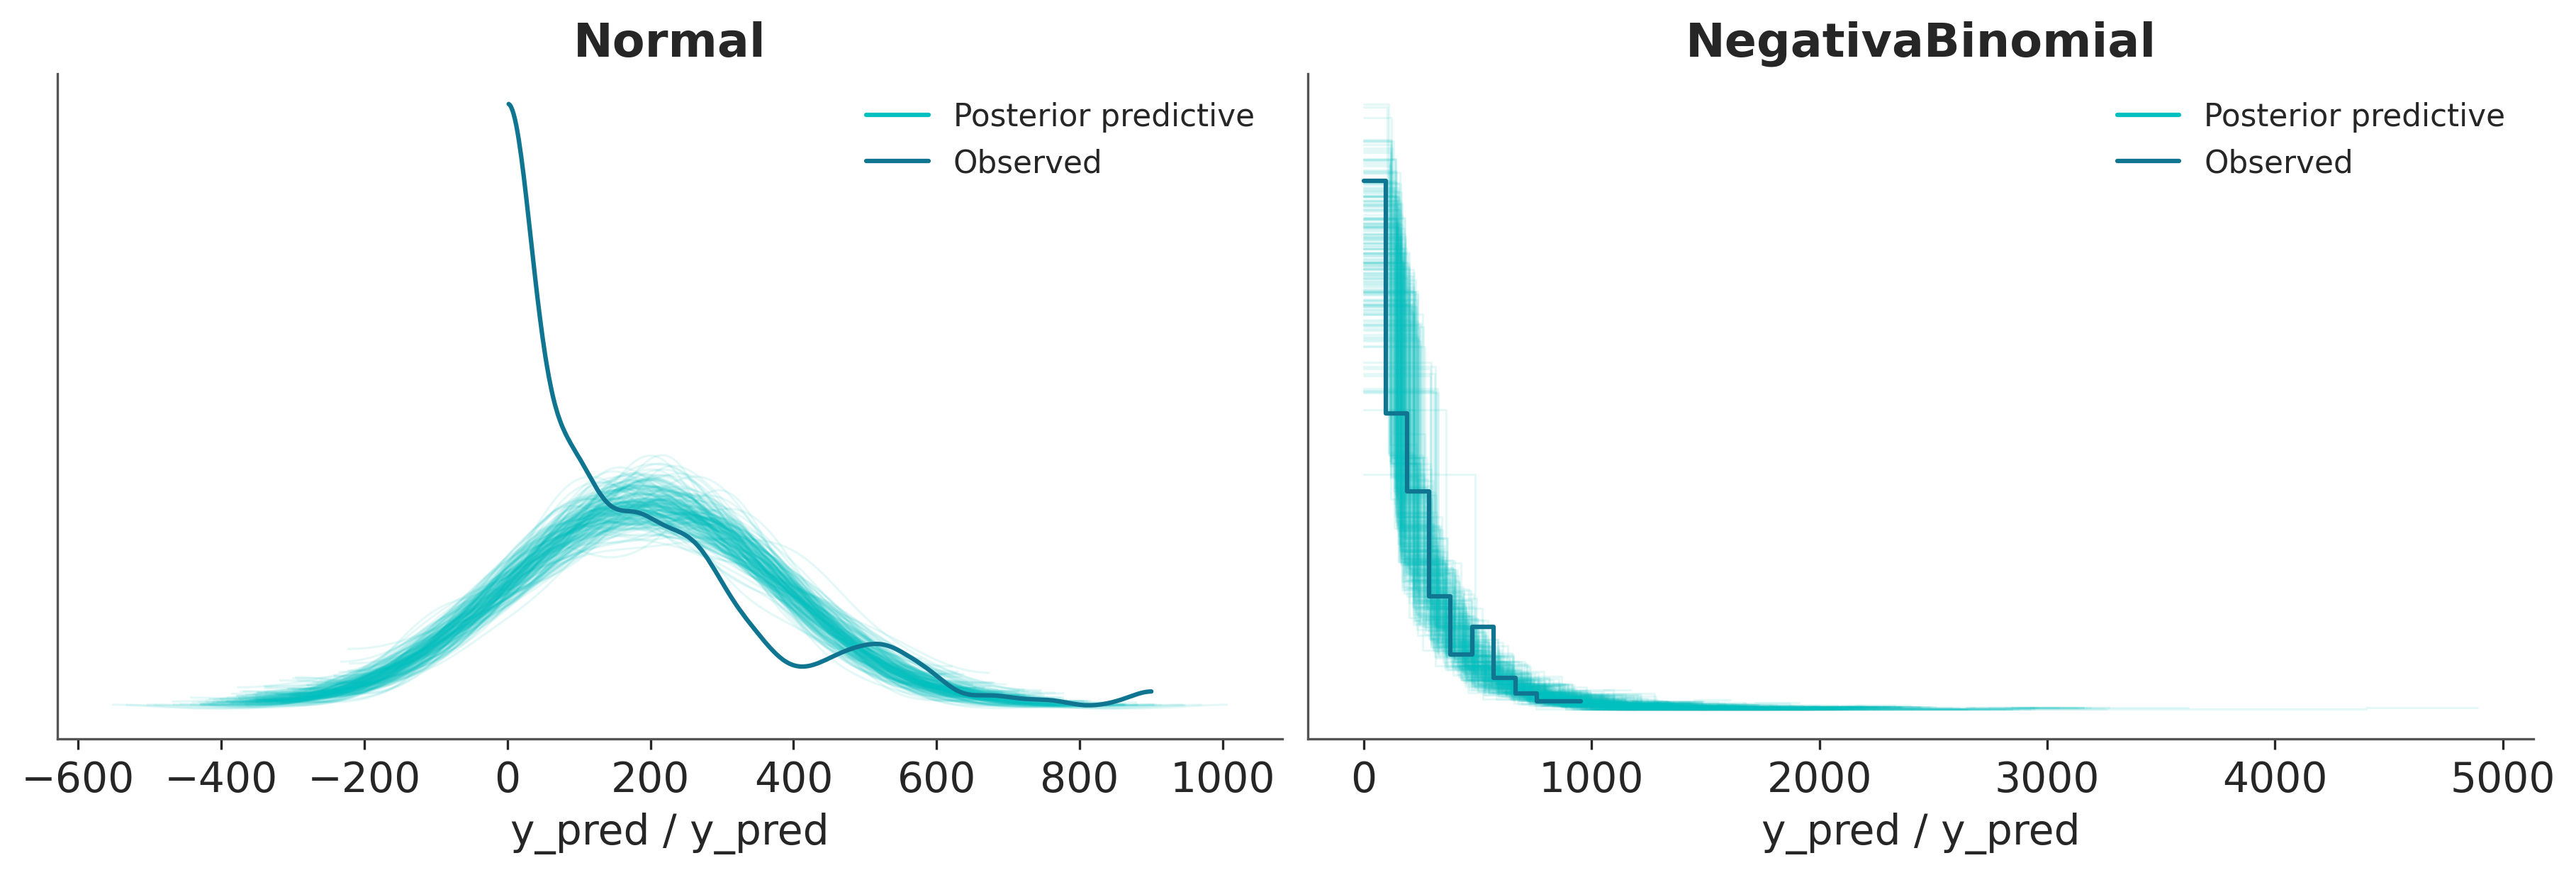 Normal
Posterior predictive
Observed
−600 −400 −200 0 200 400 600 800 1000
y_pred / y_pred
NegativaBinomial
Posterior predictive
Observed
0 1000 2000 3000 4000 5000
y_pred / y_pred